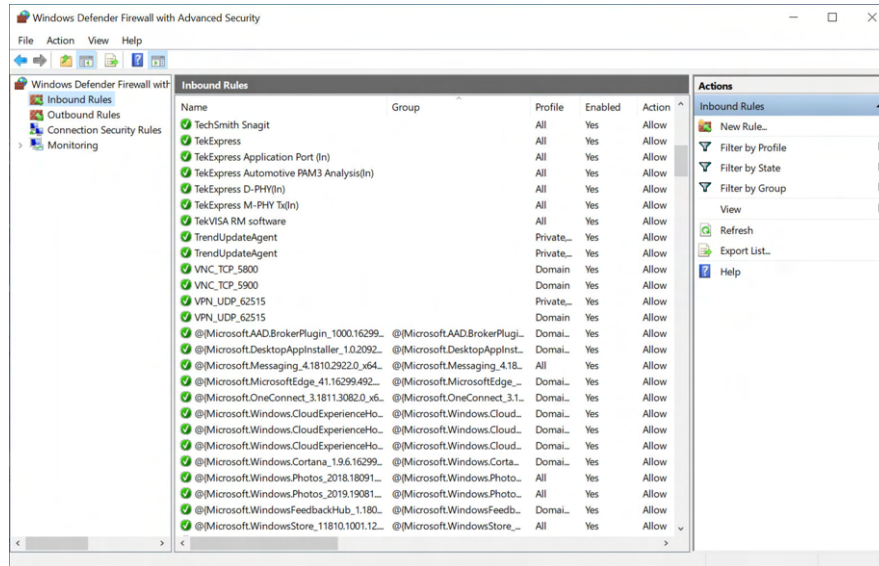 Windows Defender Firewall with Advanced Security
File Action View Help
Windows Defender Firewall with
Inbound Rules
Outbound Rules
Connection Security Rules
Monitoring
Inbound Rules
Name Group Profile Enabled Action
TechSmith Snagit All Yes Allow
TekExpress All Yes Allow
TekExpress Application Port (In) All Yes Allow
TekExpress Automotive PAM3 Analysis(In) All Yes Allow
TekExpress D-PHY(In) All Yes Allow
TekExpress M-PHY Tx(In) All Yes Allow
TekVISA RM software All Yes Allow
TrendUpdateAgent Private,... Yes Allow
TrendUpdateAgent Private,... Yes Allow
VNC_TCP_5800 Domain Yes Allow
VNC_TCP_5900 Domain Yes Allow
VPN_UDP_62515 Private,... Yes Allow
VPN_UDP_62515 Domain Yes Allow
@{Microsoft.AAD.BrokerPlugin_1000.16299... @{Microsoft.AAD.BrokerPlugi... Domai... Yes Allow
@{Microsoft.DesktopAppInstaller_1.0.2092... @{Microsoft.DesktopAppInst... Domai... Yes Allow
@{Microsoft.Messaging_4.1810.2922.0_x64... @{Microsoft.Messaging_4.18... All Yes Allow
@{Microsoft.MicrosoftEdge_41.16299.492... @{Microsoft.MicrosoftEdge_... Domai... Yes Allow
@{Microsoft.OneConnect_3.1811.3082.0_x6... @{Microsoft.OneConnect_3.1... Domai... Yes Allow
@{Microsoft.Windows.CloudExperienceHo... @{Microsoft.Windows.Cloud... Domai... Yes Allow
@{Microsoft.Windows.CloudExperienceHo... @{Microsoft.Windows.Cloud... Domai... Yes Allow
@{Microsoft.Windows.CloudExperienceHo... @{Microsoft.Windows.Cloud... Domai... Yes Allow
@{Microsoft.Windows.Cortana_1.9.6.16299... @{Microsoft.Windows.Corta... Domai... Yes Allow
@{Microsoft.Windows.Photos_2018.18091... @{Microsoft.Windows.Photo... All Yes Allow
@{Microsoft.Windows.Photos_2019.19081... @{Microsoft.Windows.Photo... All Yes Allow
@{Microsoft.WindowsFeedbackHub_1.180... @{Microsoft.WindowsFeedb... Domai... Yes Allow
@{Microsoft.WindowsStore_11810.1001.12... @{Microsoft.WindowsStore_... All Yes Allow
Actions
Inbound Rules
New Rule...
Filter by Profile
Filter by State
Filter by Group
View
Refresh
Export List...
Help